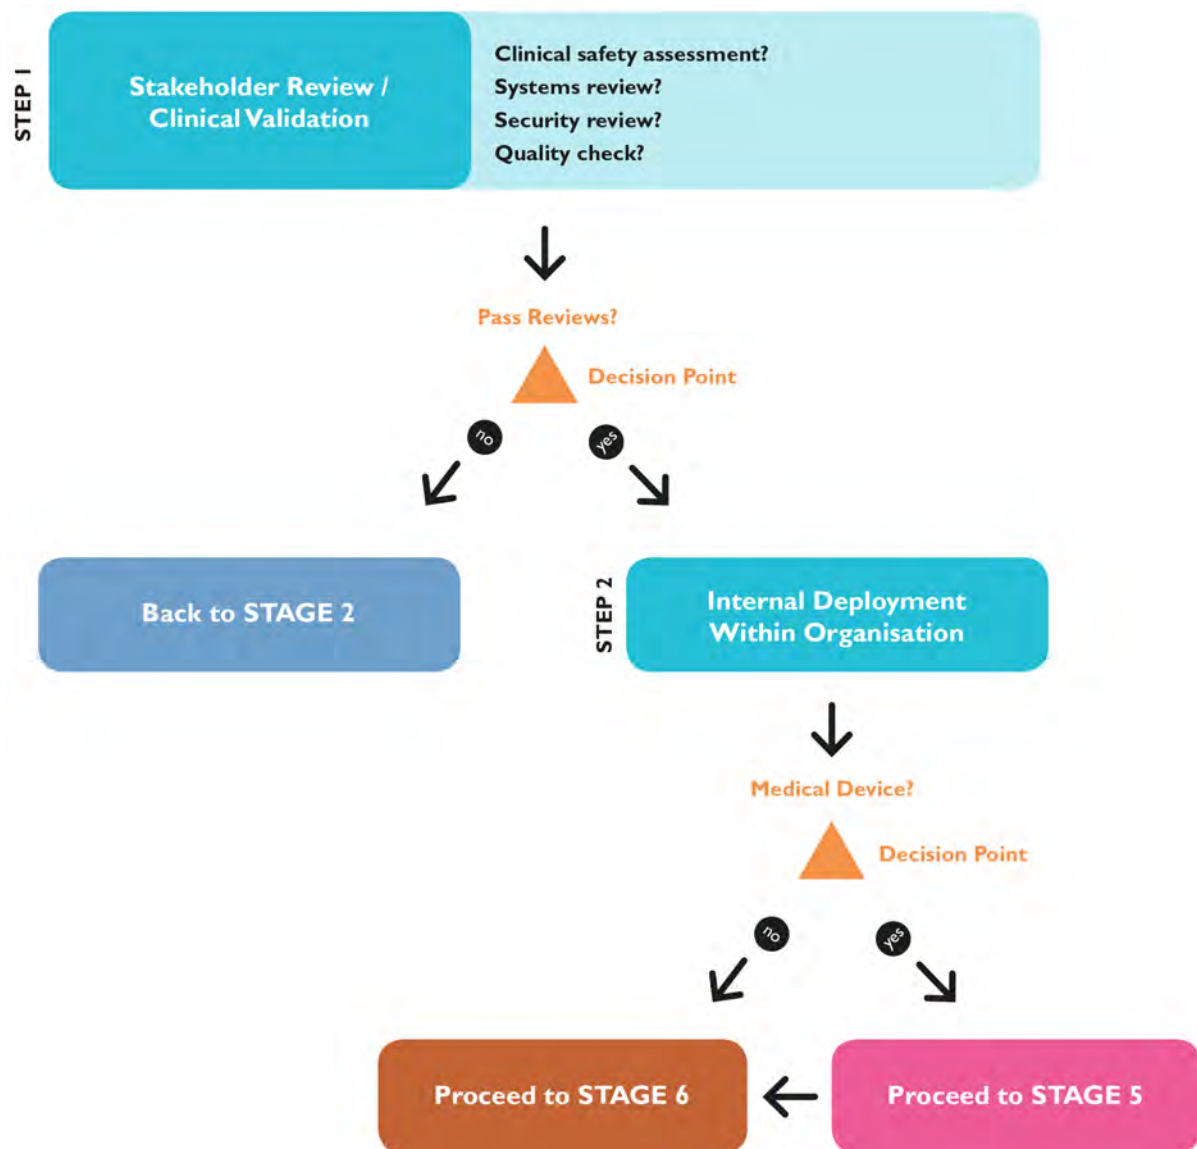 STEP 1
Stakeholder Review /
Clinical Validation
Clinical safety assessment?
Systems review?
Security review?
Quality check?
Pass Reviews?
Decision Point
no
yes
Back to STAGE 2
STEP 2
Internal Deployment
Within Organisation
Medical Device?
Decision Point
no
yes
Proceed to STAGE 6
Proceed to STAGE 5